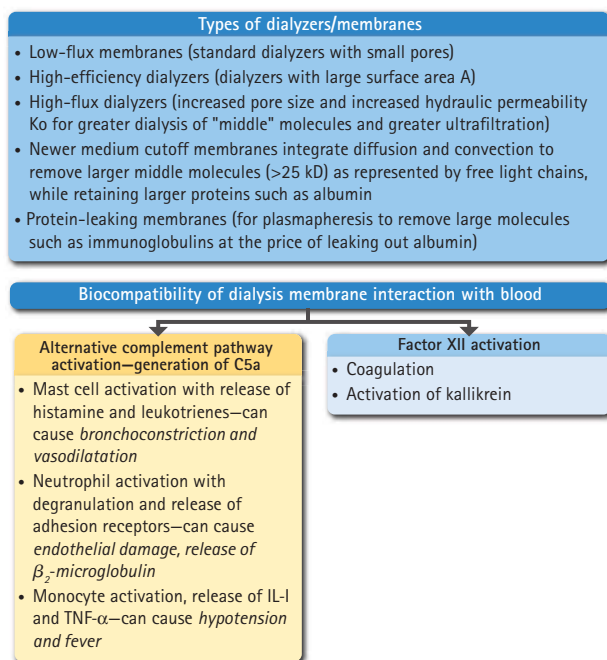 Types of dialyzers/membranes
• Low-flux membranes (standard dialyzers with small pores)
• High-efficiency dialyzers (dialyzers with large surface area A)
• High-flux dialyzers (increased pore size and increased hydraulic permeability
Ko for greater dialysis of "middle" molecules and greater ultrafiltration)
• Newer medium cutoff membranes integrate diffusion and convection to
remove larger middle molecules (>25 kD) as represented by free light chains,
while retaining larger proteins such as albumin
• Protein-leaking membranes (for plasmapheresis to remove large molecules
such as immunoglobulins at the price of leaking out albumin)
Biocompatibility of dialysis membrane interaction with blood
Alternative complement pathway
activation—generation of C5a
• Mast cell activation with release of
histamine and leukotrienes—can
cause bronchoconstriction and
vasodilatation
• Neutrophil activation with
degranulation and release of
adhesion receptors—can cause
endothelial damage, release of
β₂-microglobulin
• Monocyte activation, release of IL-I
and TNF-α—can cause hypotension
and fever
Factor XII activation
• Coagulation
• Activation of kallikrein